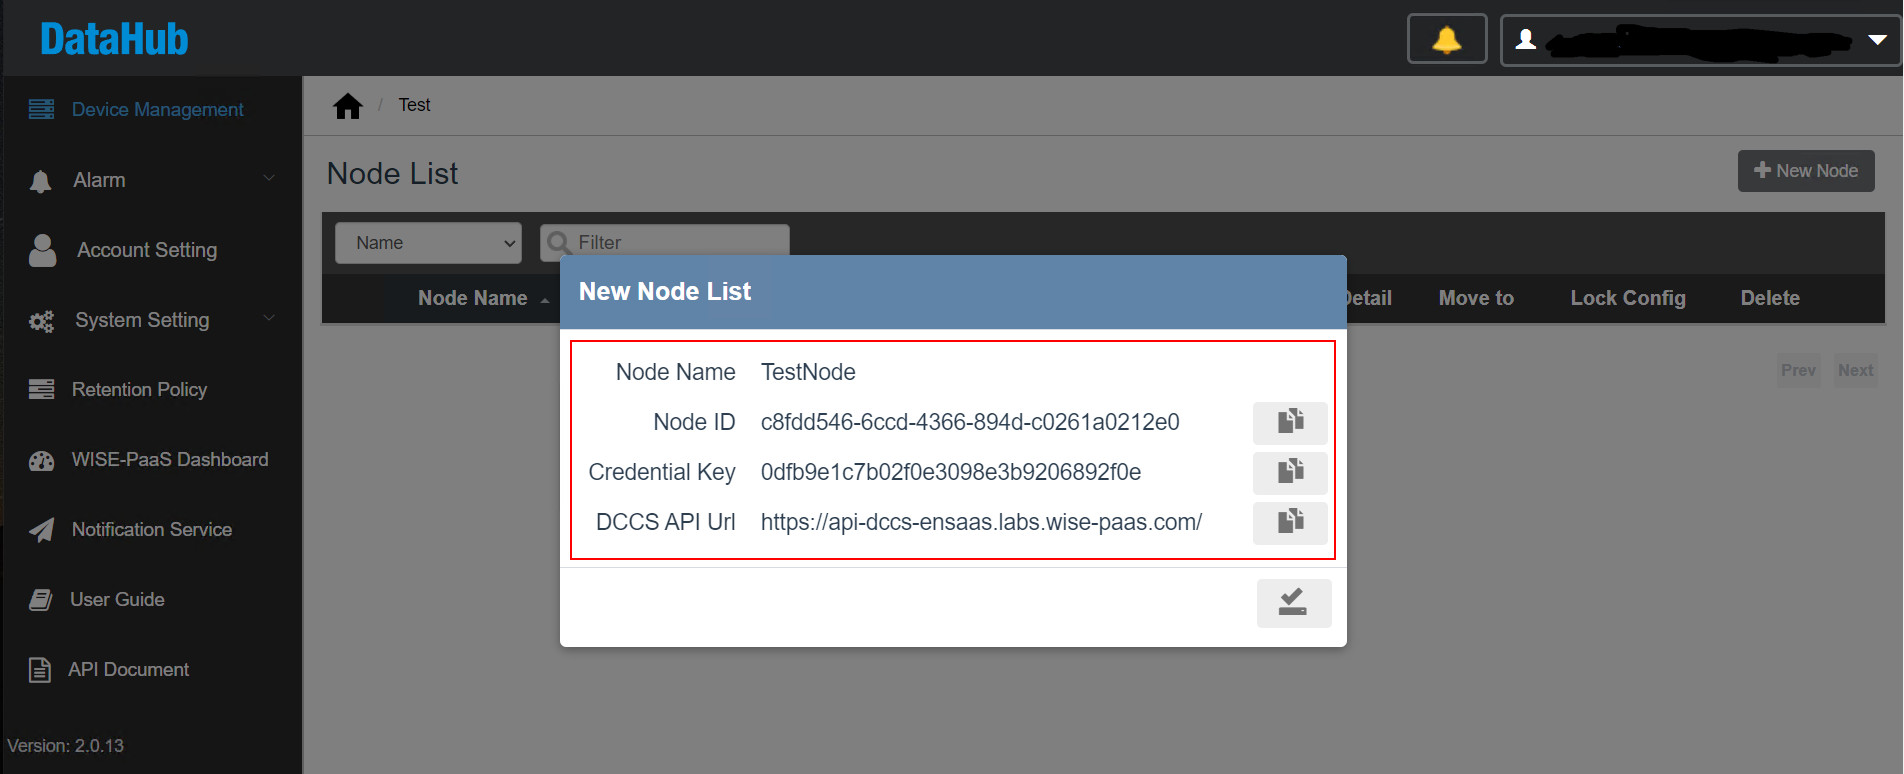 DataHub
Device Management
Alarm
Account Setting
System Setting
Retention Policy
WISE-PaaS Dashboard
Notification Service
User Guide
API Document
Version: 2.0.13
/ Test
Node List
New Node
Name
Filter
Node Name
Detail
Move to
Lock Config
Delete
Prev Next
New Node List
Node Name TestNode
Node ID c8fdd546-6ccd-4366-894d-c0261a0212e0
Credential Key 0dfb9e1c7b02f0e3098e3b9206892f0e
DCCS API Url https://api-dccs-ensaas.labs.wise-paas.com/